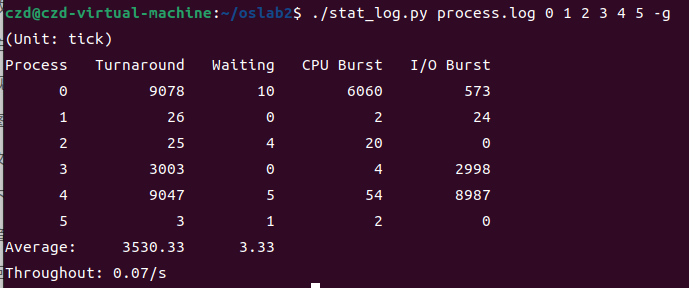 czd@czd-virtual-machine:~/oslab2$ ./stat_log.py process.log 0 1 2 3 4 5 -g
(Unit: tick)
Process   Turnaround   Waiting   CPU Burst   I/O Burst
      0         9078        10        6060         573
      1           26         0           2          24
      2           25         4          20           0
      3         3003         0           4        2998
      4         9047         5          54        8987
      5            3         1           2           0
Average:     3530.33      3.33
Throughout: 0.07/s